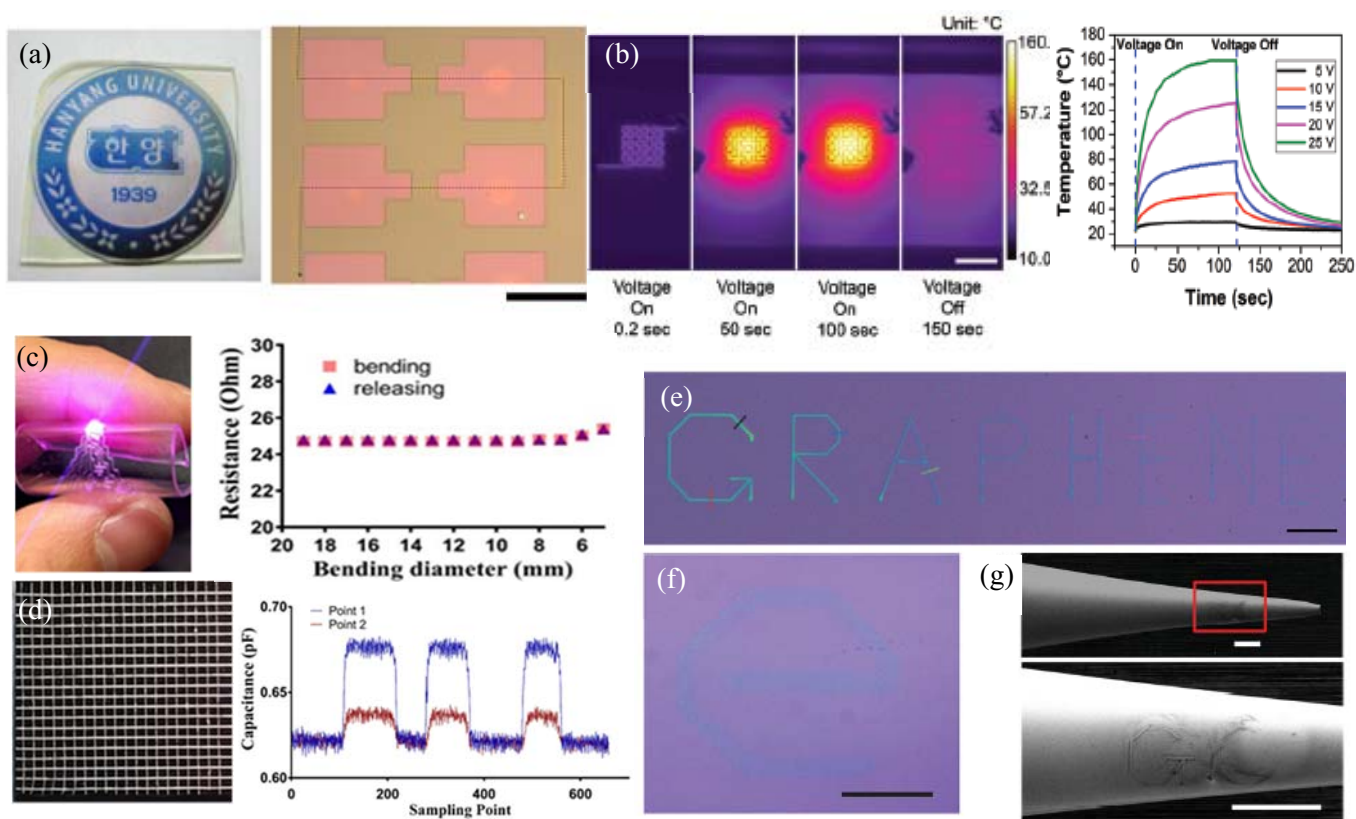 (a)
HANYANG UNIVERSITY
한양
1939
(b)
Unit: °C
160.
57.2
32.5
10.0
Voltage On 0.2 sec
Voltage On 50 sec
Voltage On 100 sec
Voltage Off 150 sec
Temperature (°C)
180
160
140
120
100
80
60
40
20
Voltage On
Voltage Off
5 V
10 V
15 V
20 V
25 V
0 50 100 150 200 250
Time (sec)
(c)
Resistance (Ohm)
30
28
26
24
22
20
bending
releasing
20 18 16 14 12 10 8 6
Bending diameter (mm)
(d)
Capacitance (pF)
0.70
0.65
0.60
Point 1
Point 2
0 200 400 600
Sampling Point
(e)
GRAPHENE
(f)
(g)